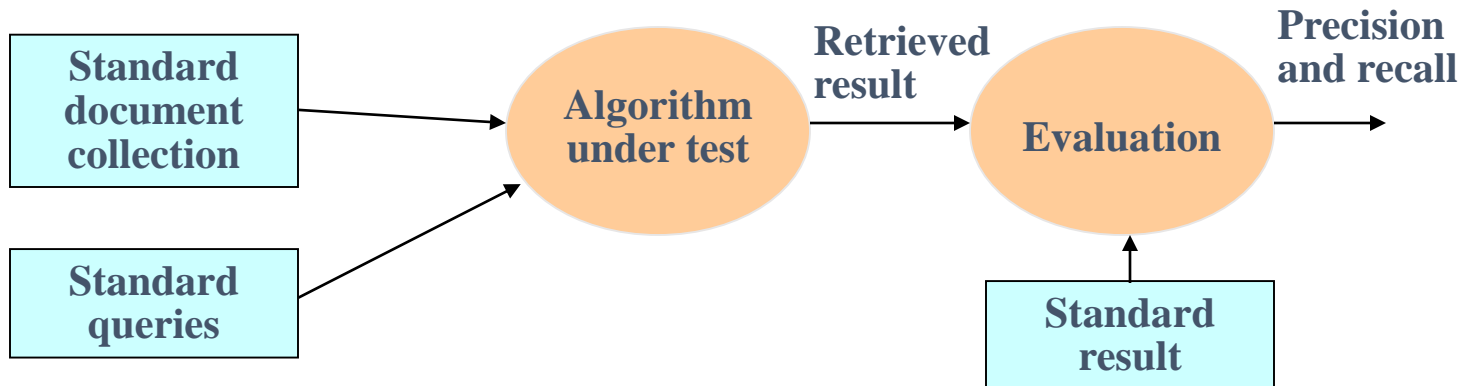 Standard
document
collection
Algorithm
under test
Retrieved
result
Evaluation
Precision
and recall
Standard
queries
Standard
result